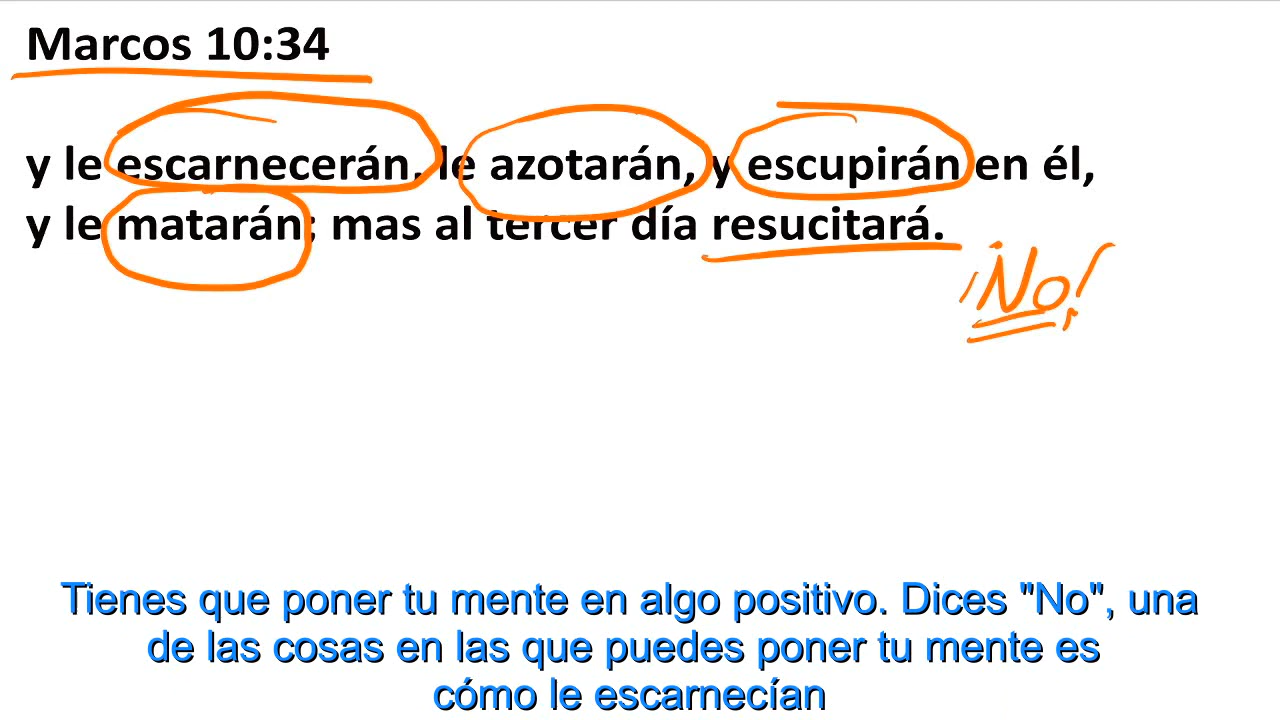 Marcos 10:34
y le escarnecerán, le azotarán, y escupirán en él,
y le matarán; mas al tercer día resucitará.
¡No!
Tienes que poner tu mente en algo positivo. Dices "No", una
de las cosas en las que puedes poner tu mente es
cómo le escarnecían